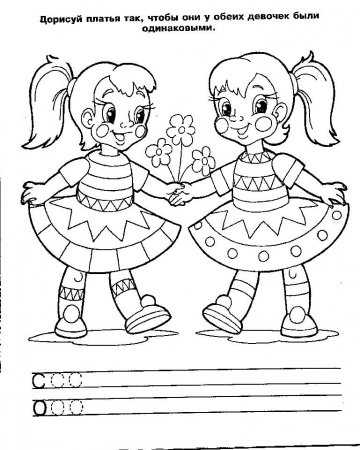 Дорисуй платья так, чтобы они у обеих девочек были
одинаковыми.
С С С
О О О